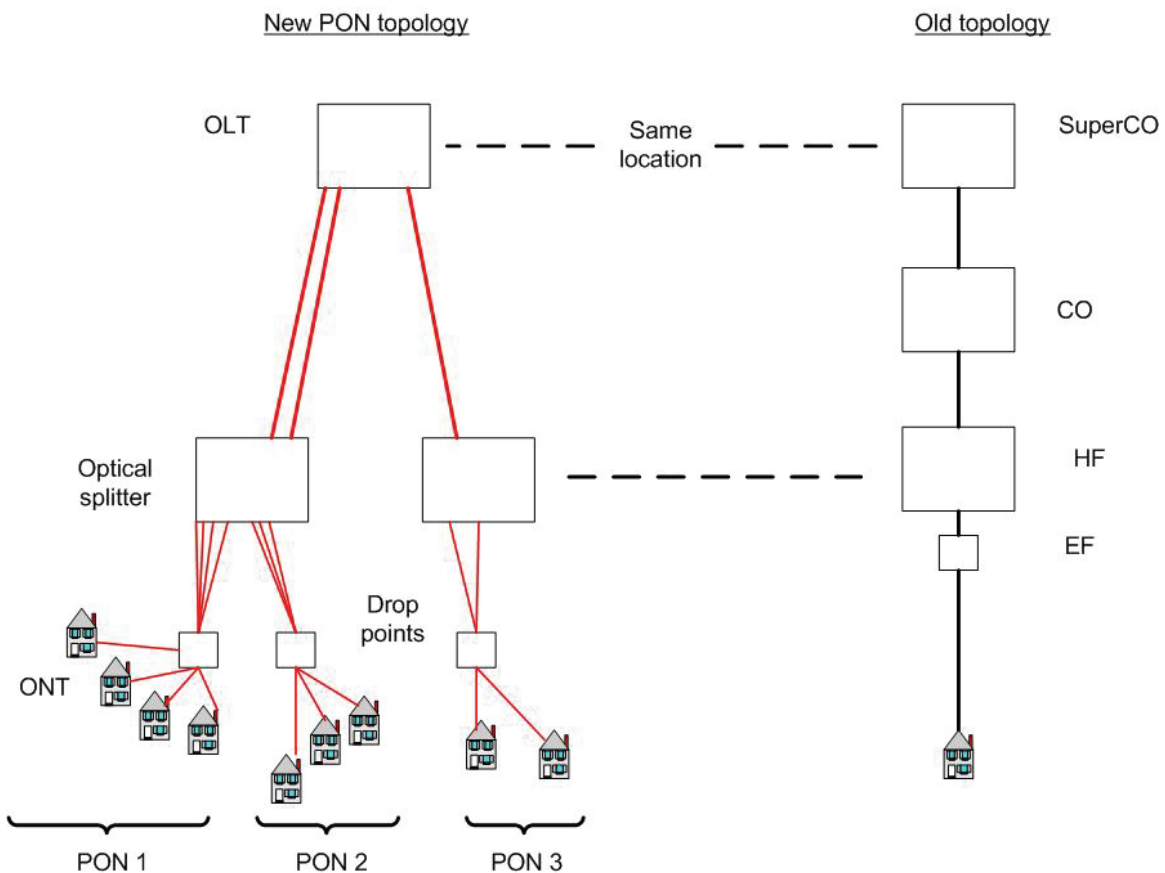 New PON topology
Old topology
OLT
Same
location
SuperCO
CO
Optical
splitter
HF
EF
Drop
points
ONT
PON 1
PON 2
PON 3